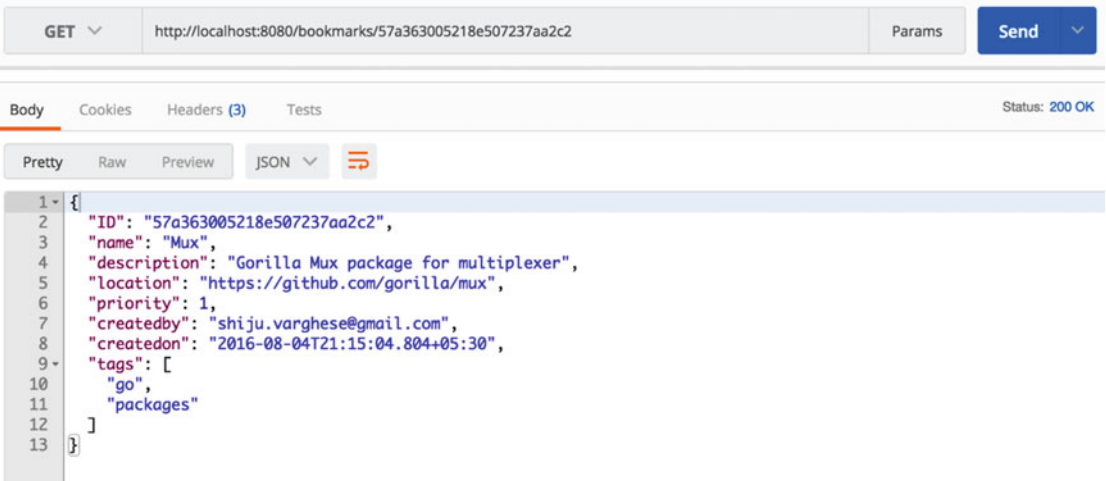 GET http://localhost:8080/bookmarks/57a363005218e507237aa2c2 Params Send
Body Cookies Headers (3) Tests Status: 200 OK
Pretty Raw Preview JSON
1 {
2 "ID": "57a363005218e507237aa2c2",
3 "name": "Mux",
4 "description": "Gorilla Mux package for multiplexer",
5 "location": "https://github.com/gorilla/mux",
6 "priority": 1,
7 "createdby": "shiju.varghese@gmail.com",
8 "createdon": "2016-08-04T21:15:04.804+05:30",
9 "tags": [
10 "go",
11 "packages"
12 ]
13 }